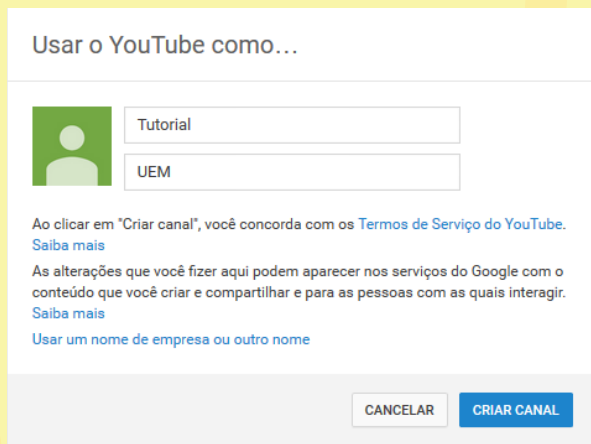 Usar o YouTube como...
Tutorial
UEM
Ao clicar em "Criar canal", você concorda com os Termos de Serviço do YouTube.
Saiba mais
As alterações que você fizer aqui podem aparecer nos serviços do Google com o
conteúdo que você criar e compartilhar e para as pessoas com as quais interagir.
Saiba mais
Usar um nome de empresa ou outro nome
CANCELAR
CRIAR CANAL